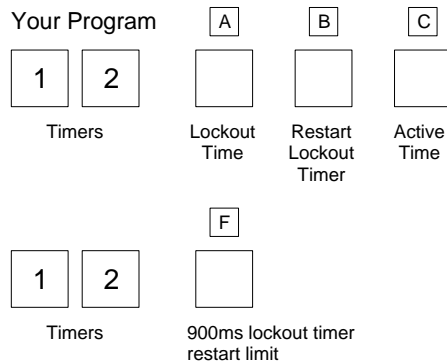 Your Program A B C
1 2
Timers Lockout Time Restart Lockout Timer Active Time
F
1 2
Timers 900ms lockout timer restart limit